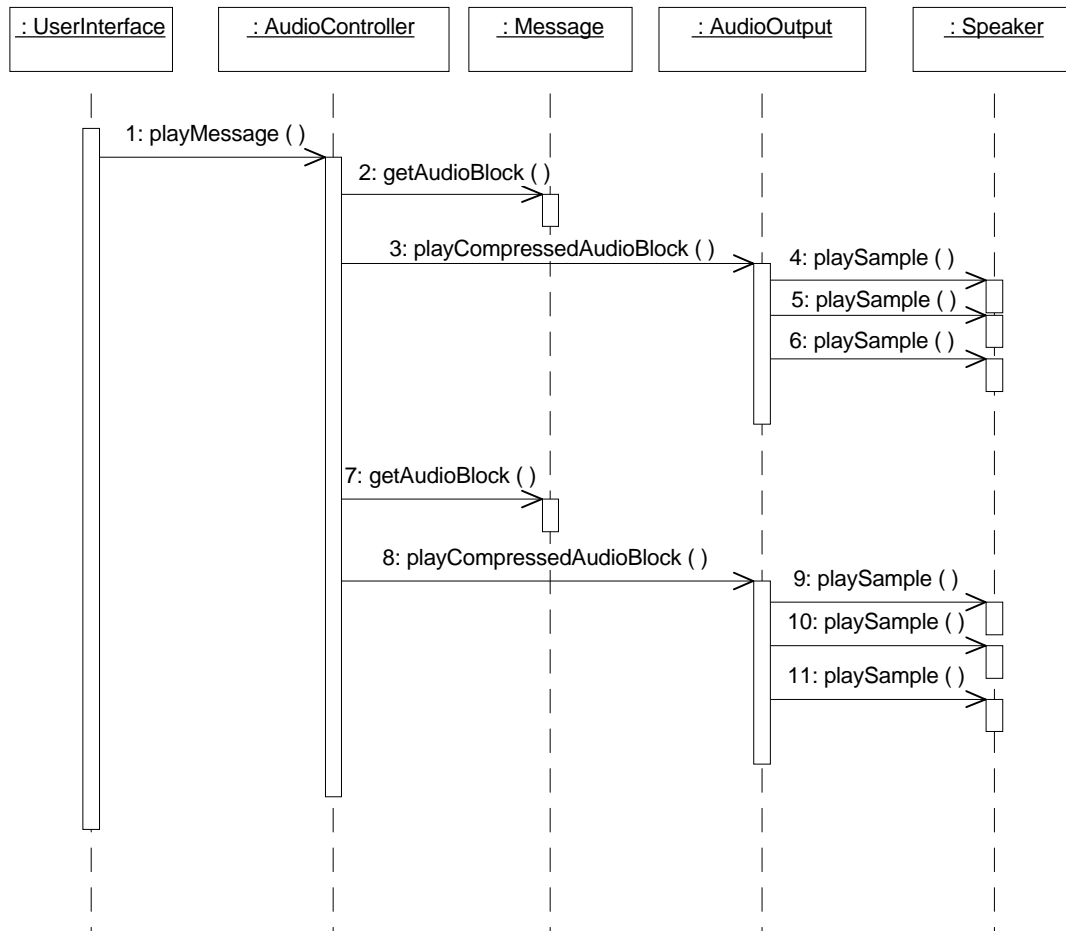 : UserInterface
: AudioController
: Message
: AudioOutput
: Speaker
1: playMessage ( )
2: getAudioBlock ( )
3: playCompressedAudioBlock ( )
4: playSample ( )
5: playSample ( )
6: playSample ( )
7: getAudioBlock ( )
8: playCompressedAudioBlock ( )
9: playSample ( )
10: playSample ( )
11: playSample ( )